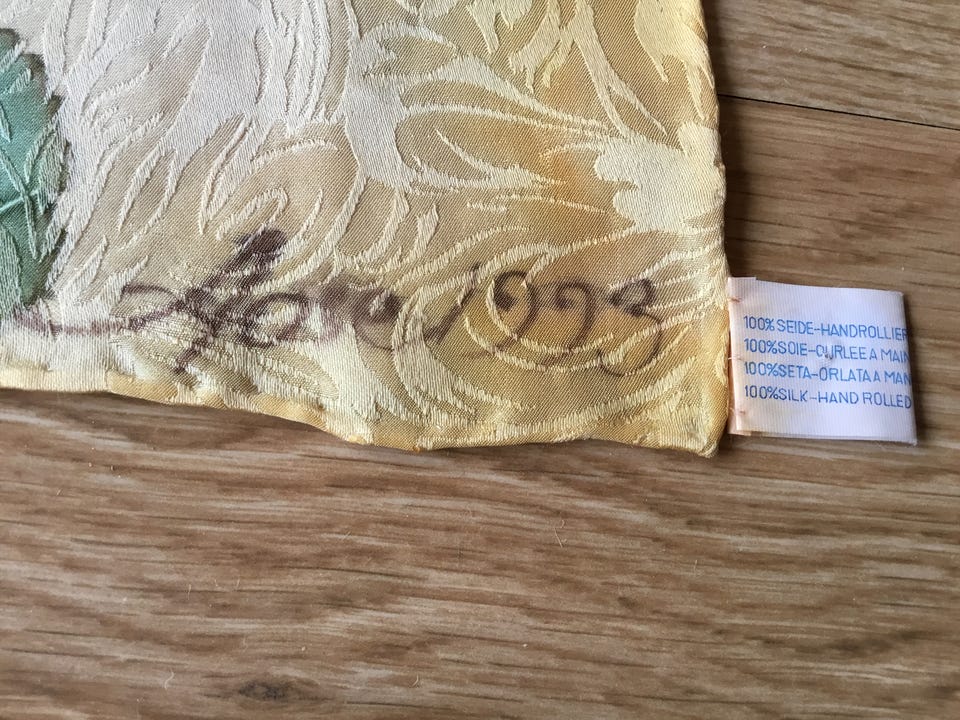 1993
100% SEIDE-HANDROLLIER
100% SOIE-OURLEE A MAIN
100% SETA-ORLATA A MAN
100% SILK-HAND ROLLED